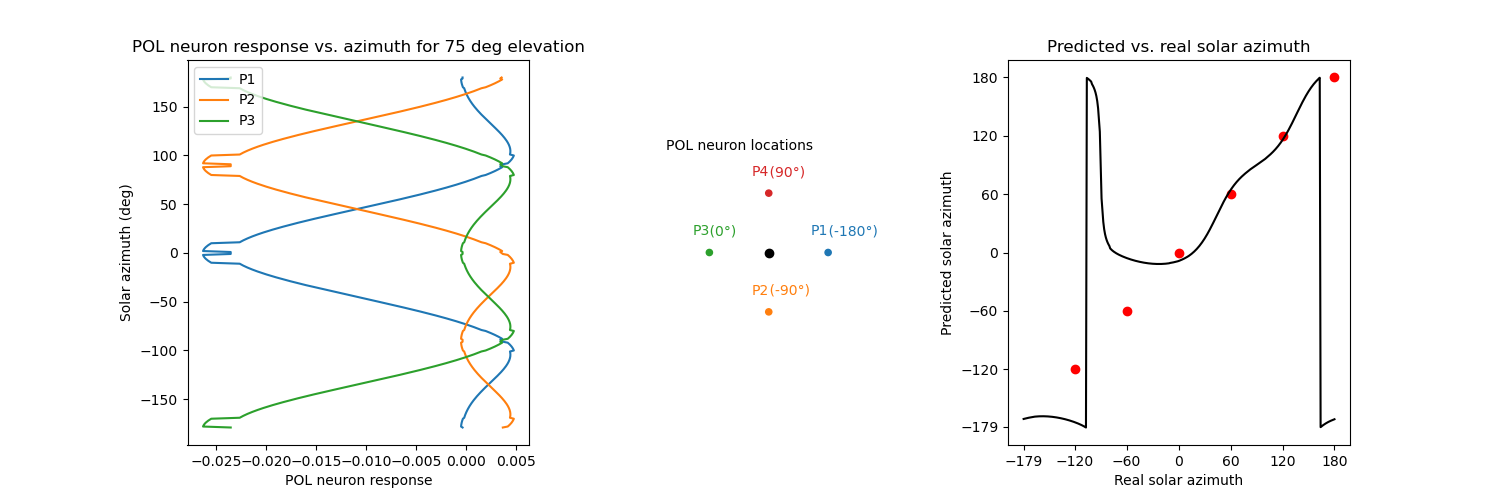 POL neuron response vs. azimuth for 75 deg elevation
P1
P2
P3
150
100
50
0
−50
−100
−150
Solar azimuth (deg)
−0.025 −0.020 −0.015 −0.010 −0.005 0.000 0.005
POL neuron response
POL neuron locations
P4 (90°)
P3 (0°)
P1 (-180°)
P2 (-90°)
Predicted vs. real solar azimuth
180
120
60
0
−60
−120
−179
Predicted solar azimuth
−179 −120 −60 0 60 120 180
Real solar azimuth